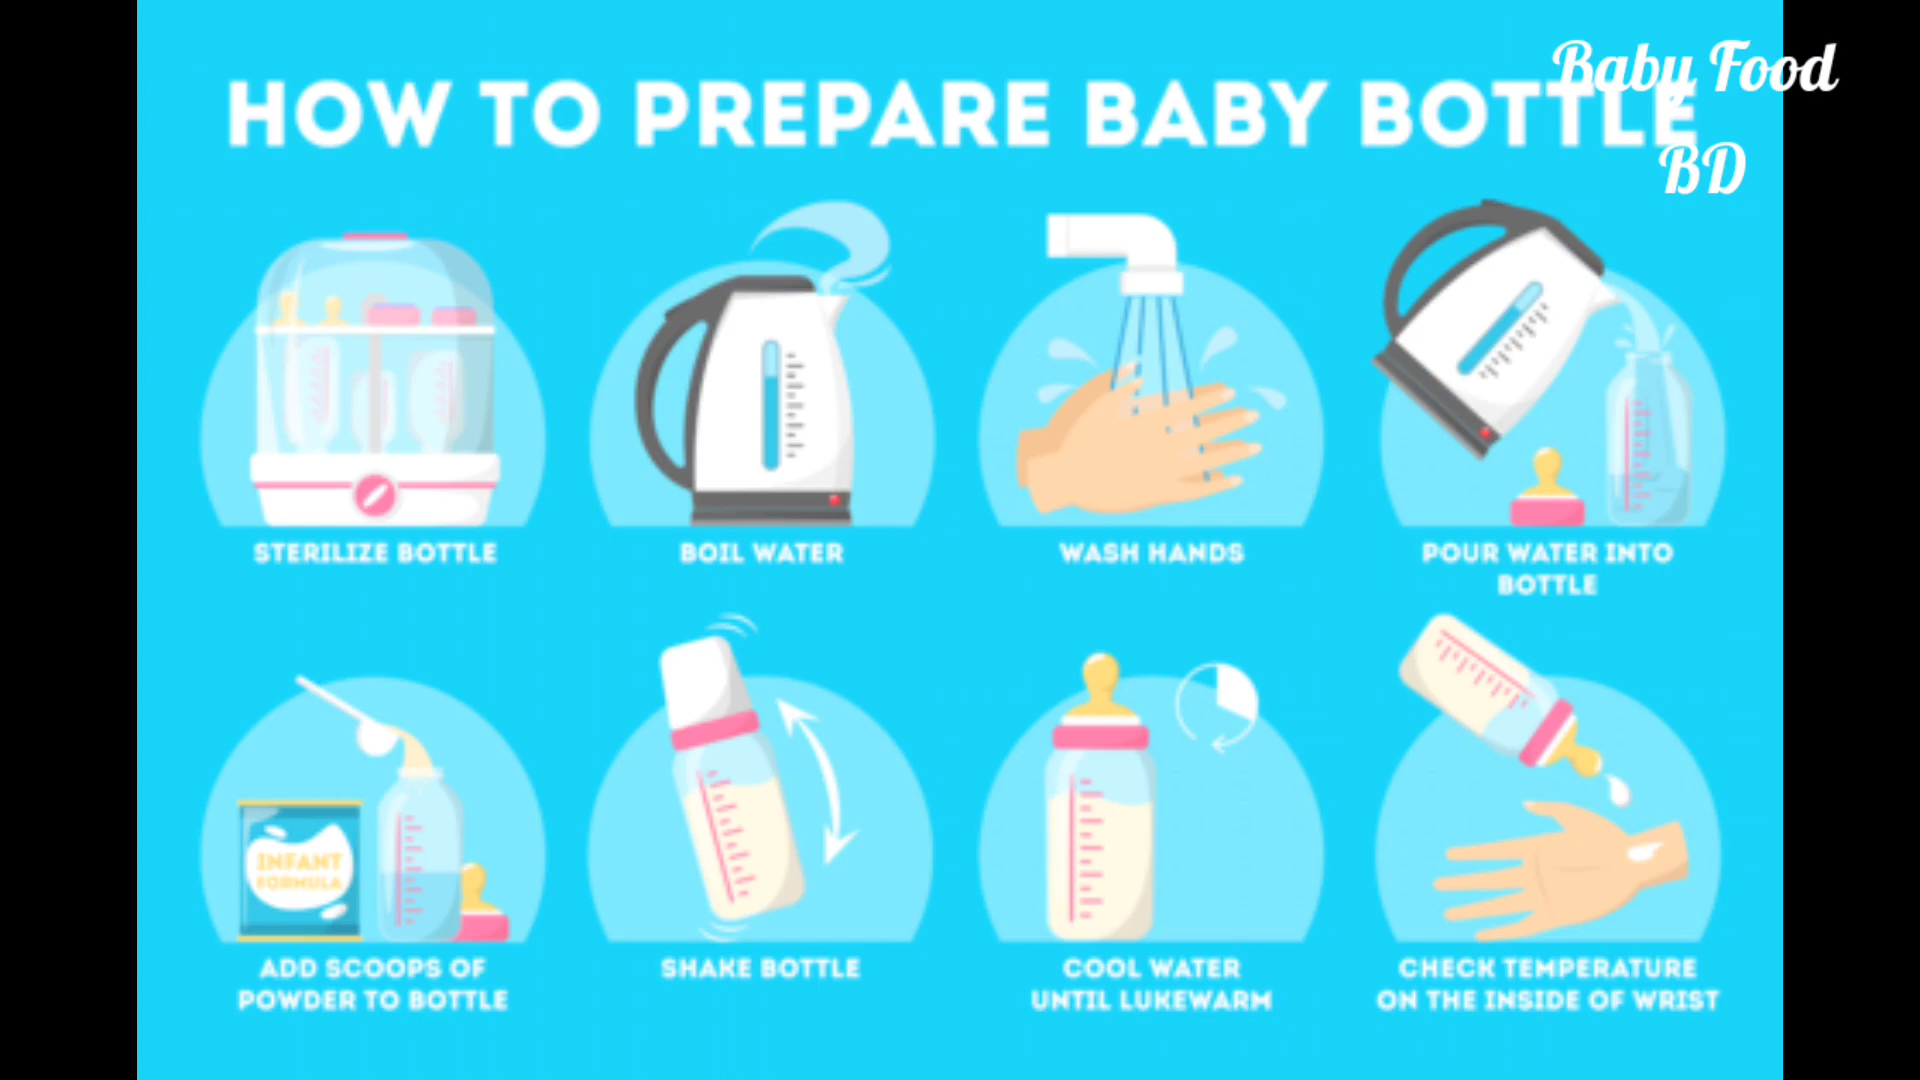 HOW TO PREPARE BABY BOTTLE
Baby Food
BD
STERILIZE BOTTLE
BOIL WATER
WASH HANDS
POUR WATER INTO
BOTTLE
INFANT
FORMULA
ADD SCOOPS OF
POWDER TO BOTTLE
SHAKE BOTTLE
COOL WATER
UNTIL LUKEWARM
CHECK TEMPERATURE
ON THE INSIDE OF WRIST